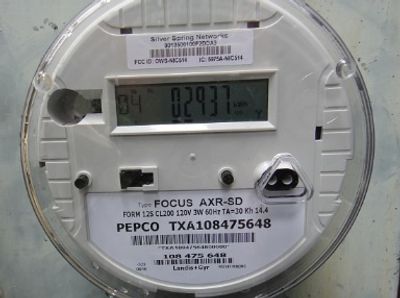 Silver Spring Networks
FCC ID: OWS-NIC514 IC: 5975A-NIC514
04 02937 kWh
Type FOCUS AXR-SD
FORM 12S CL200 120V 3W 60Hz TA=30 Kh 14.4
PEPCO TXA108475648
108 475 648
Landis+Gyr